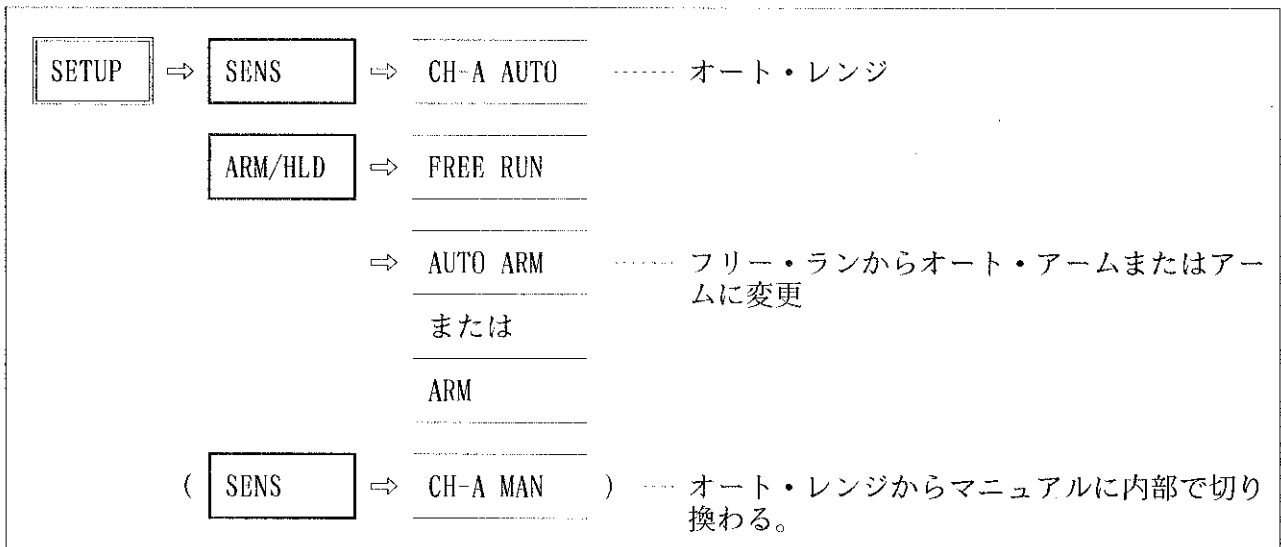 SETUP ⇨ SENS ⇨ CH-A AUTO ······ オート・レンジ
ARM/HLD ⇨ FREE RUN
⇨ AUTO ARM ······ フリー・ランからオート・アームまたはアー
ムに変更
または
ARM
( SENS ⇨ CH-A MAN ) ···· オート・レンジからマニュアルに内部で切り
換わる。